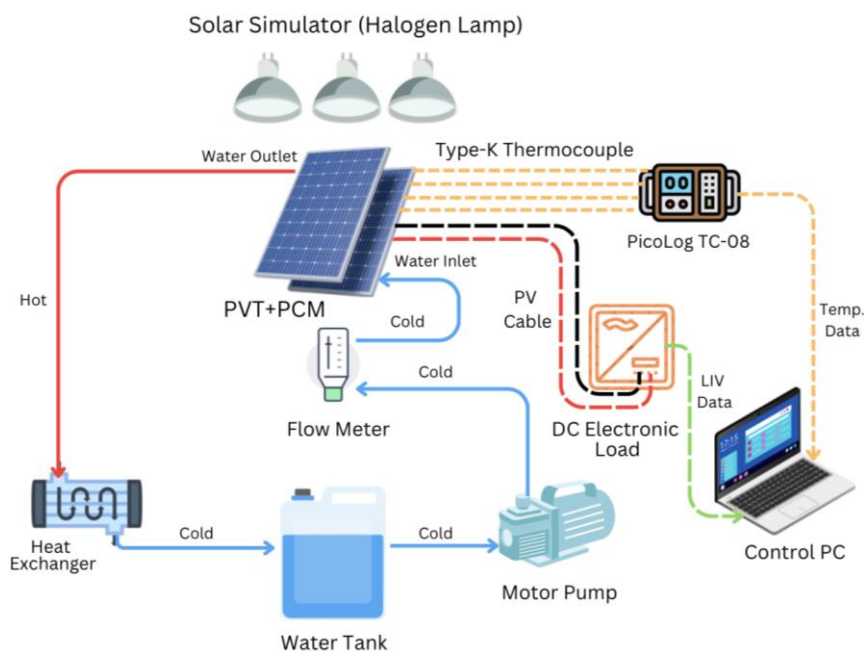 Solar Simulator (Halogen Lamp)
Water Outlet
Type-K Thermocouple
PicoLog TC-08
Water Inlet
Hot
PVT+PCM
PV
Cable
Temp.
Data
Cold
Cold
LIV
Data
Flow Meter
DC Electronic
Load
17:15
Cold
Cold
Heat
Exchanger
Control PC
Motor Pump
Water Tank